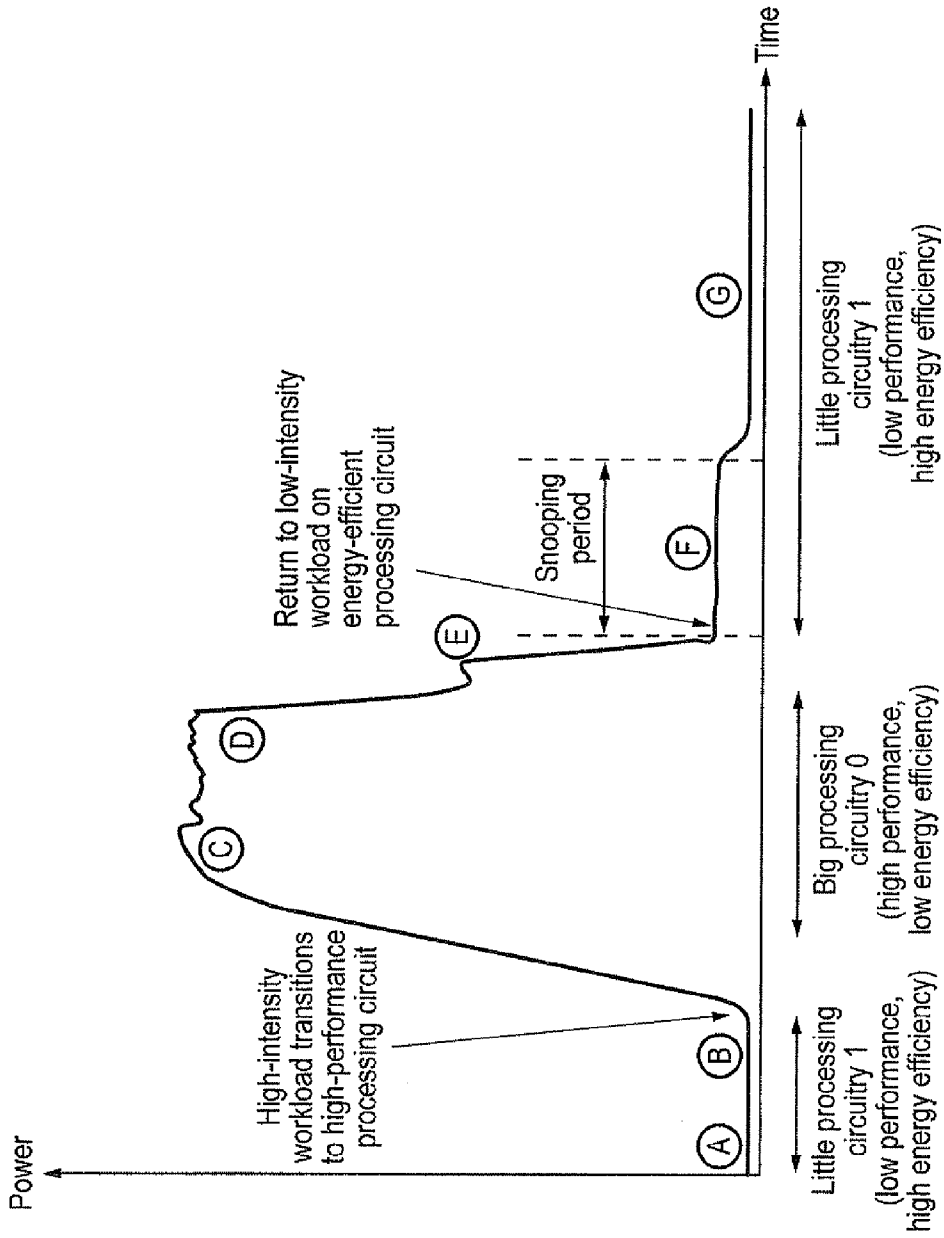 Power
High-intensity
workload transitions
to high-performance
processing circuit
Return to low-intensity
workload on
energy-efficient
processing circuit
Snooping
period
A
B
C
D
E
F
G
Time
Little processing
circuitry 1
(low performance,
high energy efficiency)
Big processing
circuitry 0
(high performance,
low energy efficiency)
Little processing
circuitry 1
(low performance,
high energy efficiency)